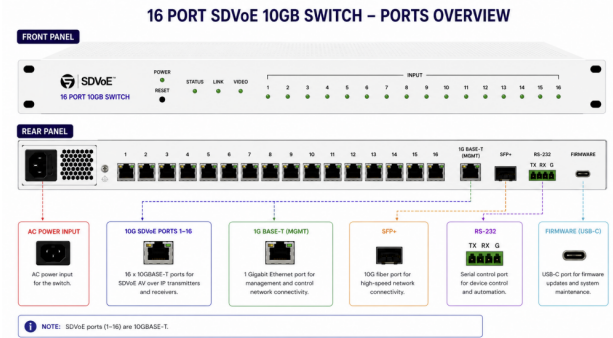 16 PORT SDVoE 10GB SWITCH – PORTS OVERVIEW
FRONT PANEL
SDVoE™
16 PORT 10GB SWITCH
POWER
RESET
STATUS LINK VIDEO
INPUT
1 2 3 4 5 6 7 8 9 10 11 12 13 14 15 16
REAR PANEL
1 2 3 4 5 6 7 8 9 10 11 12 13 14 15 16
1G BASE-T
(MGMT)
SFP+
RS-232
TX RX G
FIRMWARE
AC POWER INPUT
AC power input
for the switch.
10G SDVoE PORTS 1–16
16 x 10GBASE-T ports for
SDVoE AV over IP transmitters
and receivers.
1G BASE-T (MGMT)
1 Gigabit Ethernet port for
management and control
network connectivity.
SFP+
10G fiber port for
high-speed network
connectivity.
RS-232
TX RX G
Serial control port
for device control
and automation.
FIRMWARE (USB-C)
USB-C port for firmware
updates and system
maintenance.
i NOTE: SDVoE ports (1–16) are 10GBASE-T.